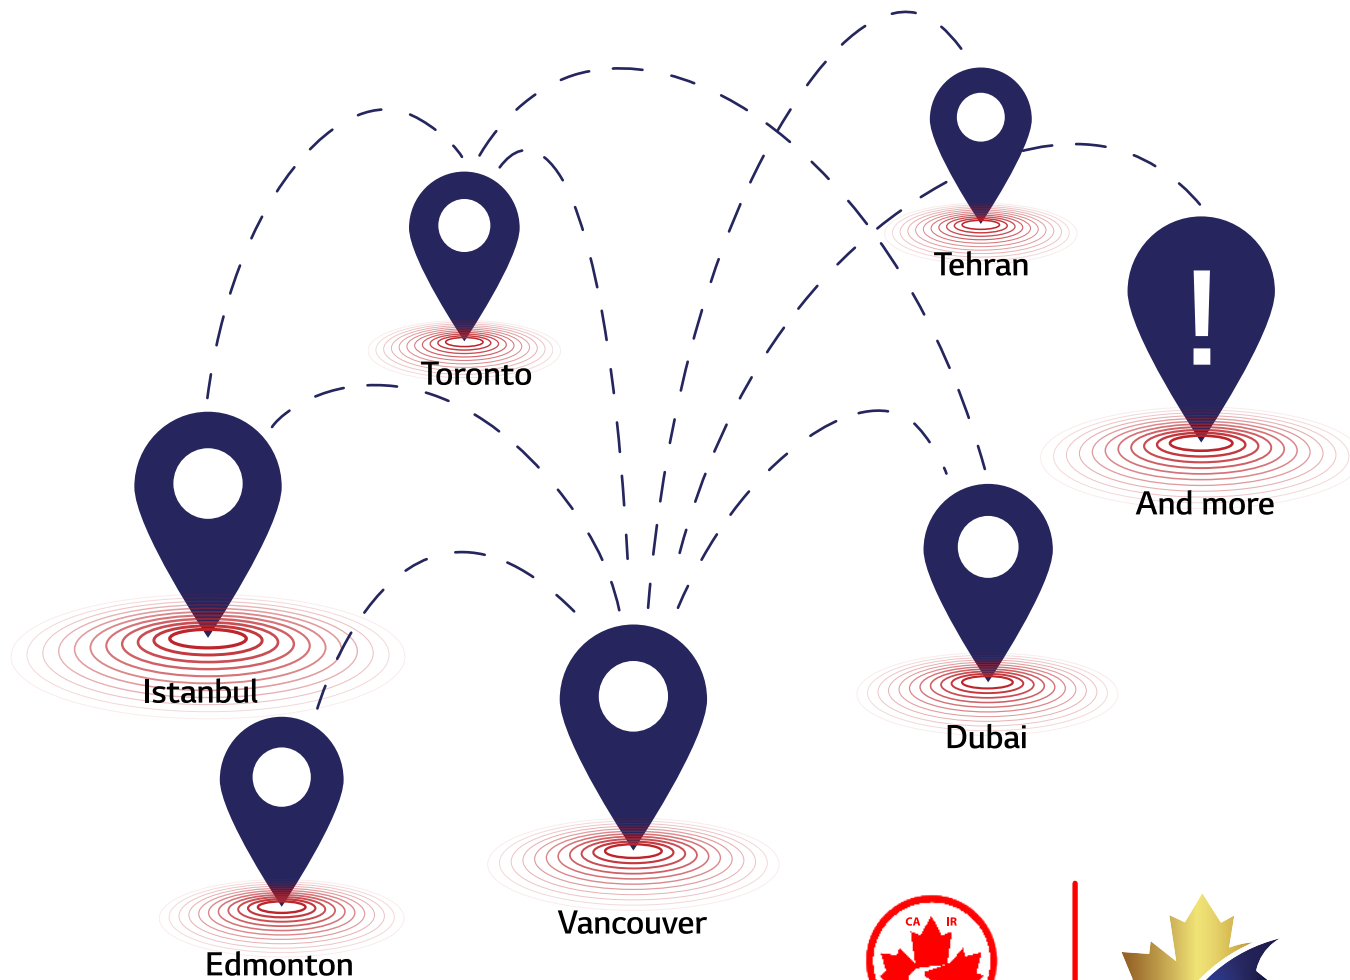 Tehran
Toronto
!
And more
Istanbul
Dubai
Vancouver
Edmonton
CA IR